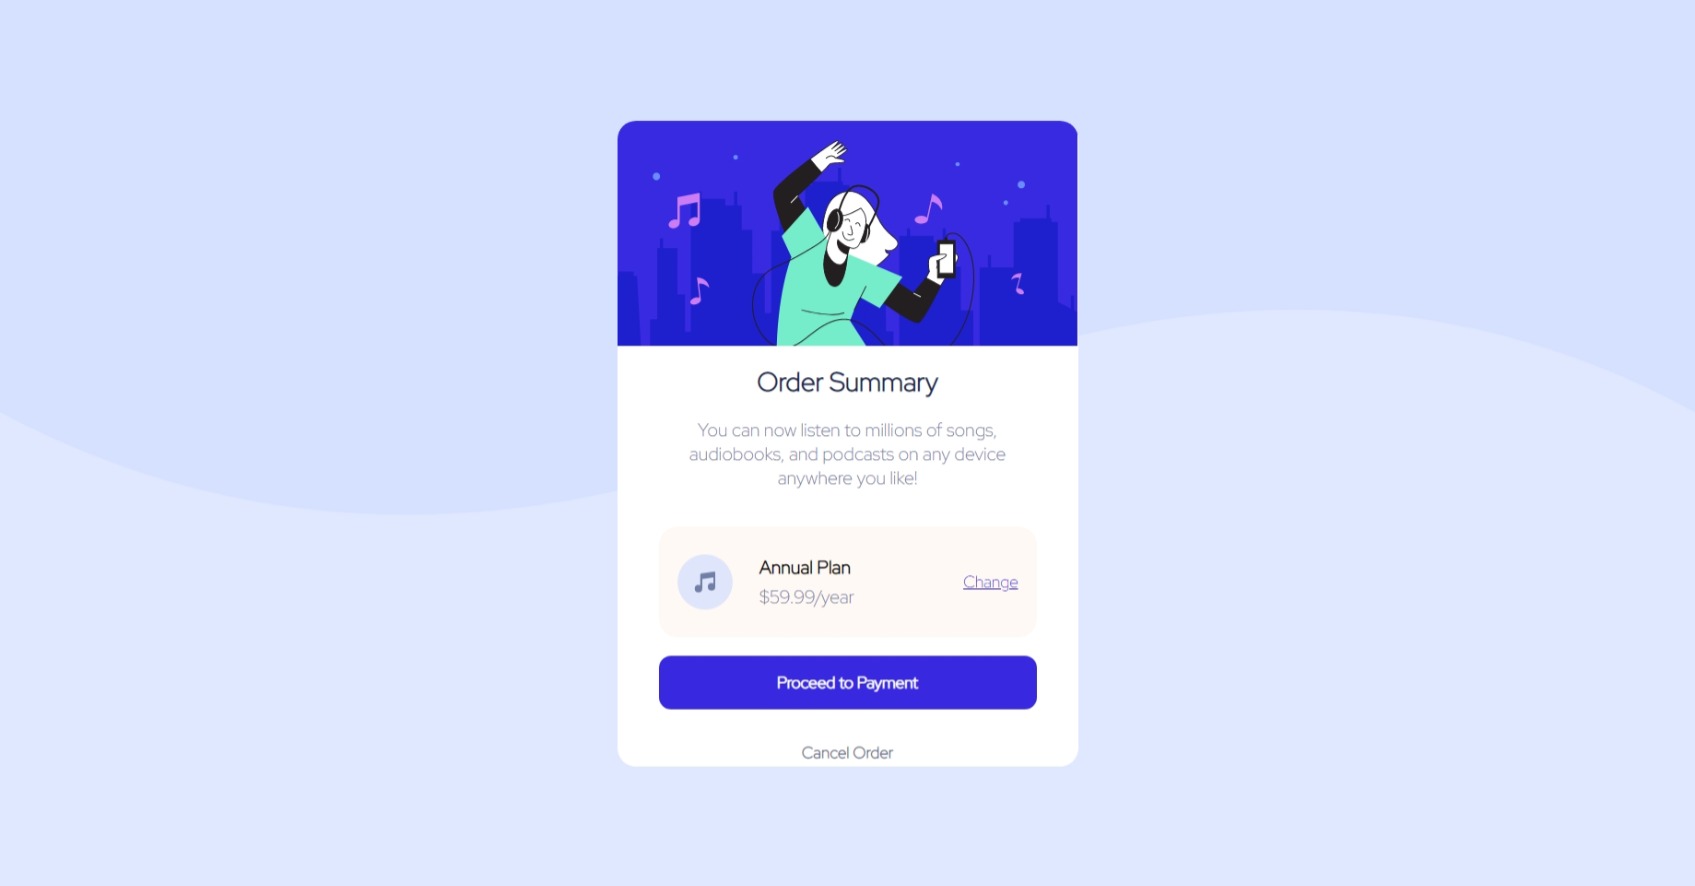 Order Summary
You can now listen to millions of songs,
audiobooks, and podcasts on any device
anywhere you like!
Annual Plan
$59.99/year
Change
Proceed to Payment
Cancel Order